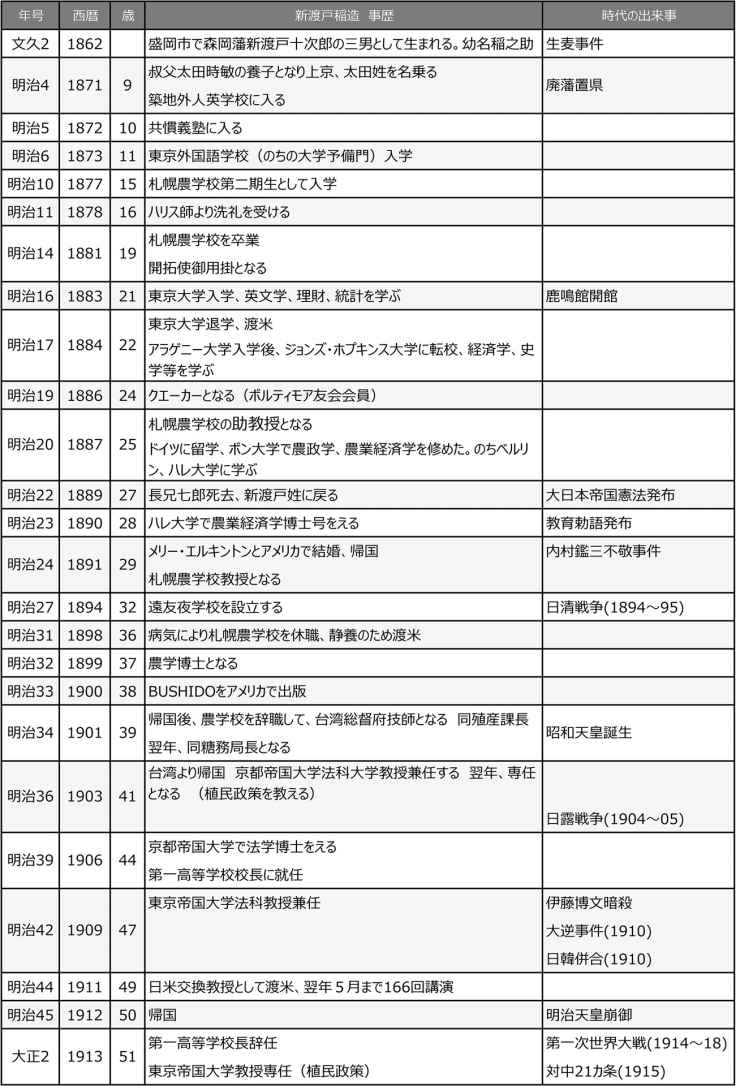 年号 西暦 歳 新渡戸稲造 事歴 時代の出来事
文久2 1862 盛岡市で森岡藩新渡戸十次郎の三男として生まれる。幼名稲之助 生麦事件
明治4 1871 9 叔父太田時敏の養子となり上京、太田姓を名乗る 廃藩置県
築地外人英学校に入る
明治5 1872 10 共慣義塾に入る
明治6 1873 11 東京外国語学校（のちの大学予備門）入学
明治10 1877 15 札幌農学校第二期生として入学
明治11 1878 16 ハリス師より洗礼を受ける
明治14 1881 19 札幌農学校を卒業
開拓使御用掛となる
明治16 1883 21 東京大学入学、英文学、理財、統計を学ぶ 鹿鳴館開館
明治17 1884 22 東京大学退学、渡米
アラゲニー大学入学後、ジョンズ・ホプキンス大学に転校、経済学、史
学等を学ぶ
明治19 1886 24 クエーカーとなる（ボルティモア友会会員）
明治20 1887 25 札幌農学校の助教授となる
ドイツに留学、ボン大学で農政学、農業経済学を修めた。のちベルリ
ン、ハレ大学に学ぶ
明治22 1889 27 長兄七郎死去、新渡戸姓に戻る 大日本帝国憲法発布
明治23 1890 28 ハレ大学で農業経済学博士号をえる 教育勅語発布
明治24 1891 29 メリー・エルキントンとアメリカで結婚、帰国 内村鑑三不敬事件
札幌農学校教授となる
明治27 1894 32 遠友夜学校を設立する 日清戦争(1894～95)
明治31 1898 36 病気により札幌農学校を休職、静養のため渡米
明治32 1899 37 農学博士となる
明治33 1900 38 BUSHIDOをアメリカで出版
明治34 1901 39 帰国後、農学校を辞職して、台湾総督府技師となる 同殖産課長 昭和天皇誕生
翌年、同糖務局長となる
明治36 1903 41 台湾より帰国 京都帝国大学法科大学教授兼任する 翌年、専任
となる （植民政策を教える）
日露戦争(1904～05)
明治39 1906 44 京都帝国大学で法学博士をえる
第一高等学校校長に就任
明治42 1909 47 東京帝国大学法科教授兼任 伊藤博文暗殺
大逆事件(1910)
日韓併合(1910)
明治44 1911 49 日米交換教授として渡米、翌年５月まで166回講演
明治45 1912 50 帰国 明治天皇崩御
大正2 1913 51 第一高等学校長辞任 第一次世界大戦(1914～18)
東京帝国大学教授専任（植民政策） 対中21カ条(1915)